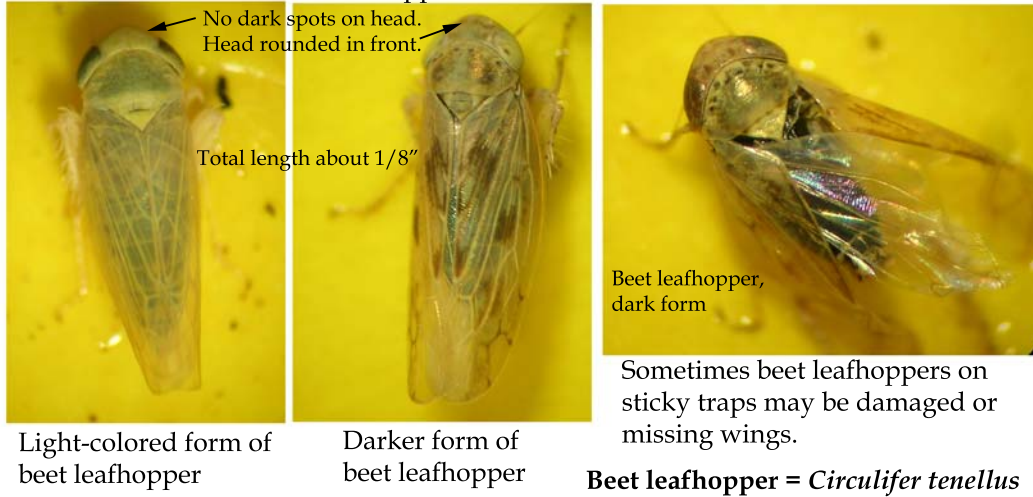 No dark spots on head.
Head rounded in front.
Total length about 1/8”
Beet leafhopper,
dark form
Light-colored form of
beet leafhopper
Darker form of
beet leafhopper
Sometimes beet leafhoppers on
sticky traps may be damaged or
missing wings.
Beet leafhopper = Circulifer tenellus